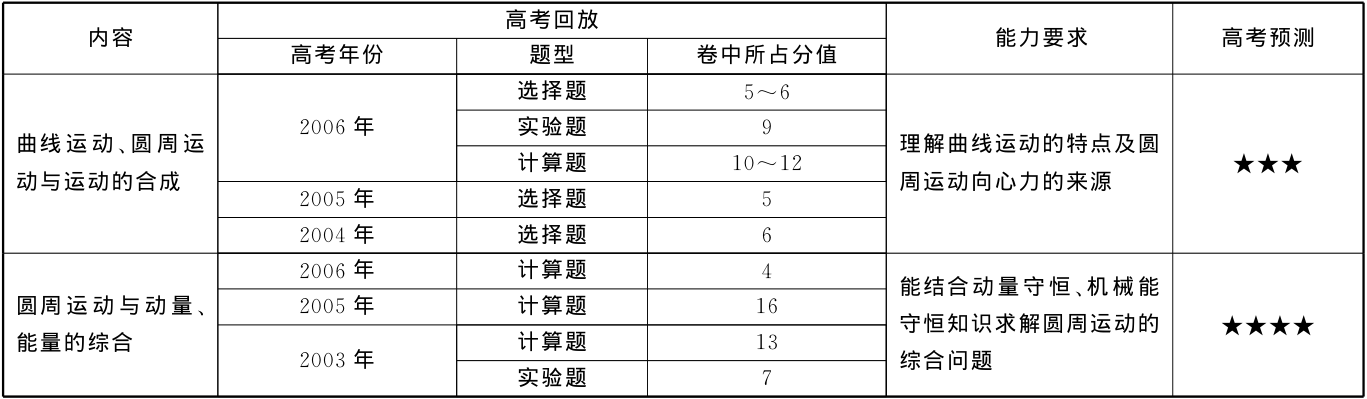 内容
高考回放
能力要求
高考预测
高考年份
题型
卷中所占分值
曲线运动、圆周运
动与运动的合成
2006 年
选择题
5～6
实验题
9
计算题
10～12
2005 年
选择题
5
2004 年
选择题
6
理解曲线运动的特点及圆
周运动向心力的来源
★★★
圆周运动与动量、
能量的综合
2006 年
计算题
4
2005 年
计算题
16
2003 年
计算题
13
实验题
7
能结合动量守恒、机械能
守恒知识求解圆周运动的
综合问题
★★★★